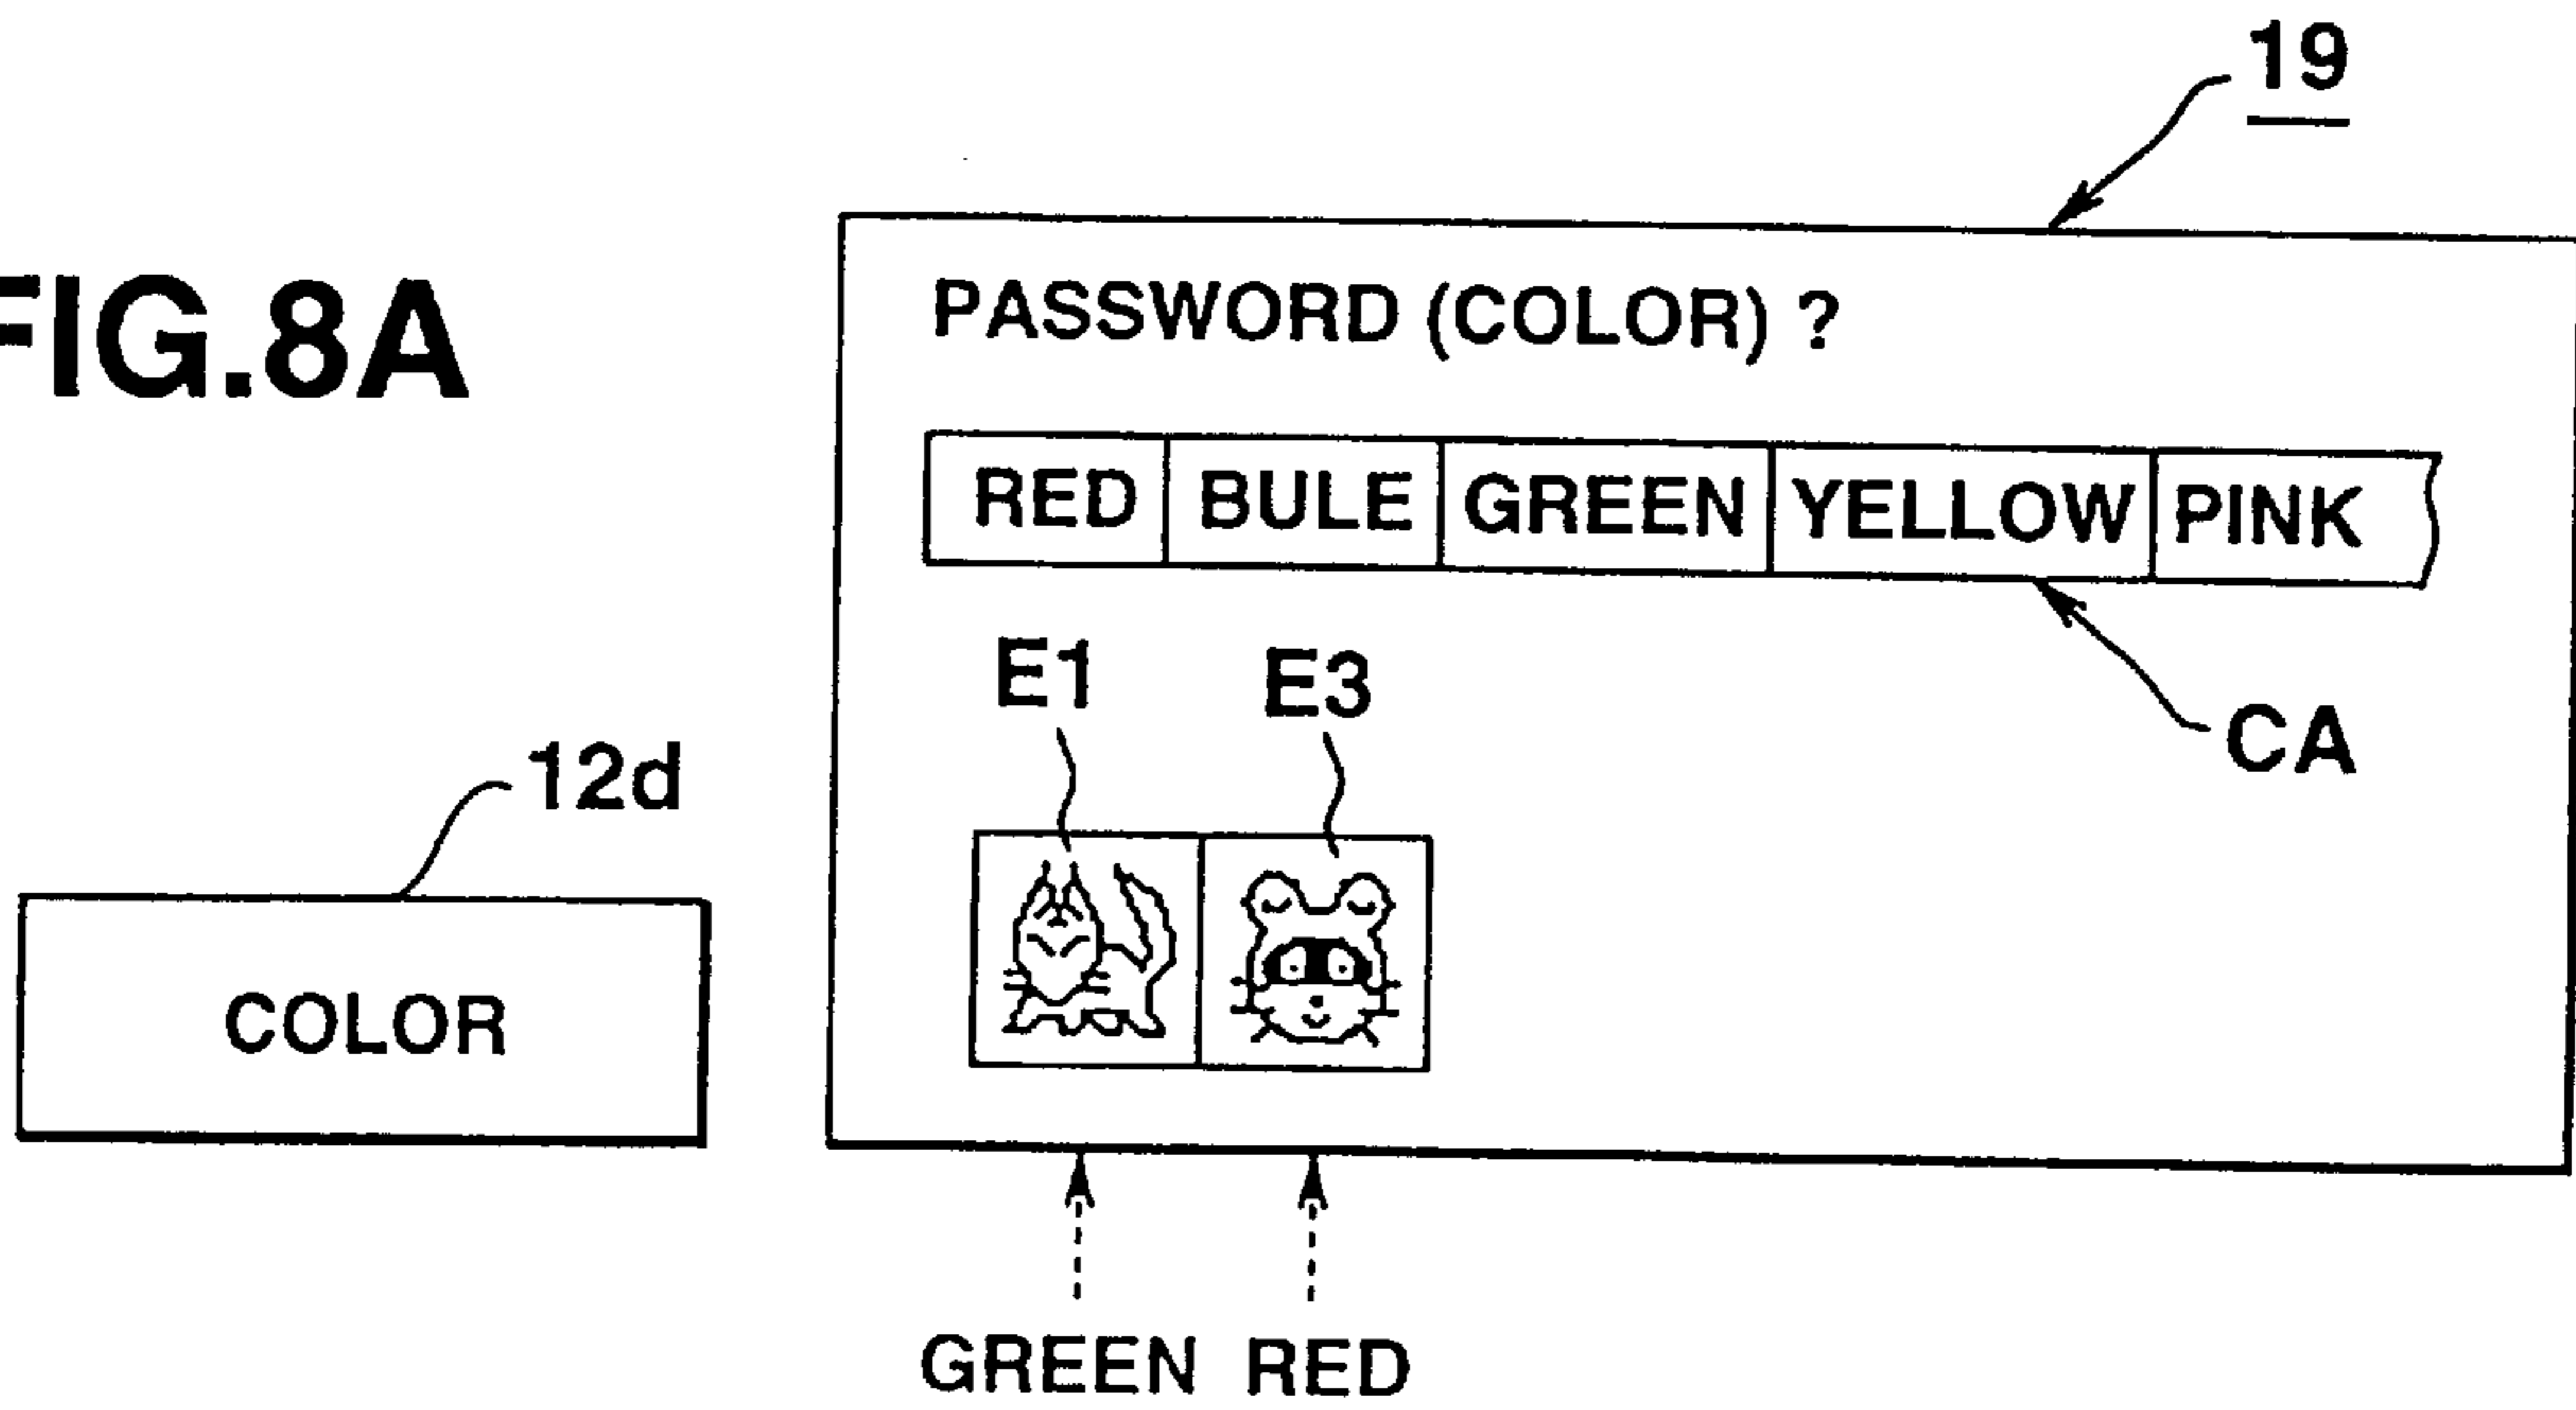 19
FIG.8A
PASSWORD (COLOR) ?
RED BULE GREEN YELLOW PINK
E1 E3
CA
12d
COLOR
GREEN RED